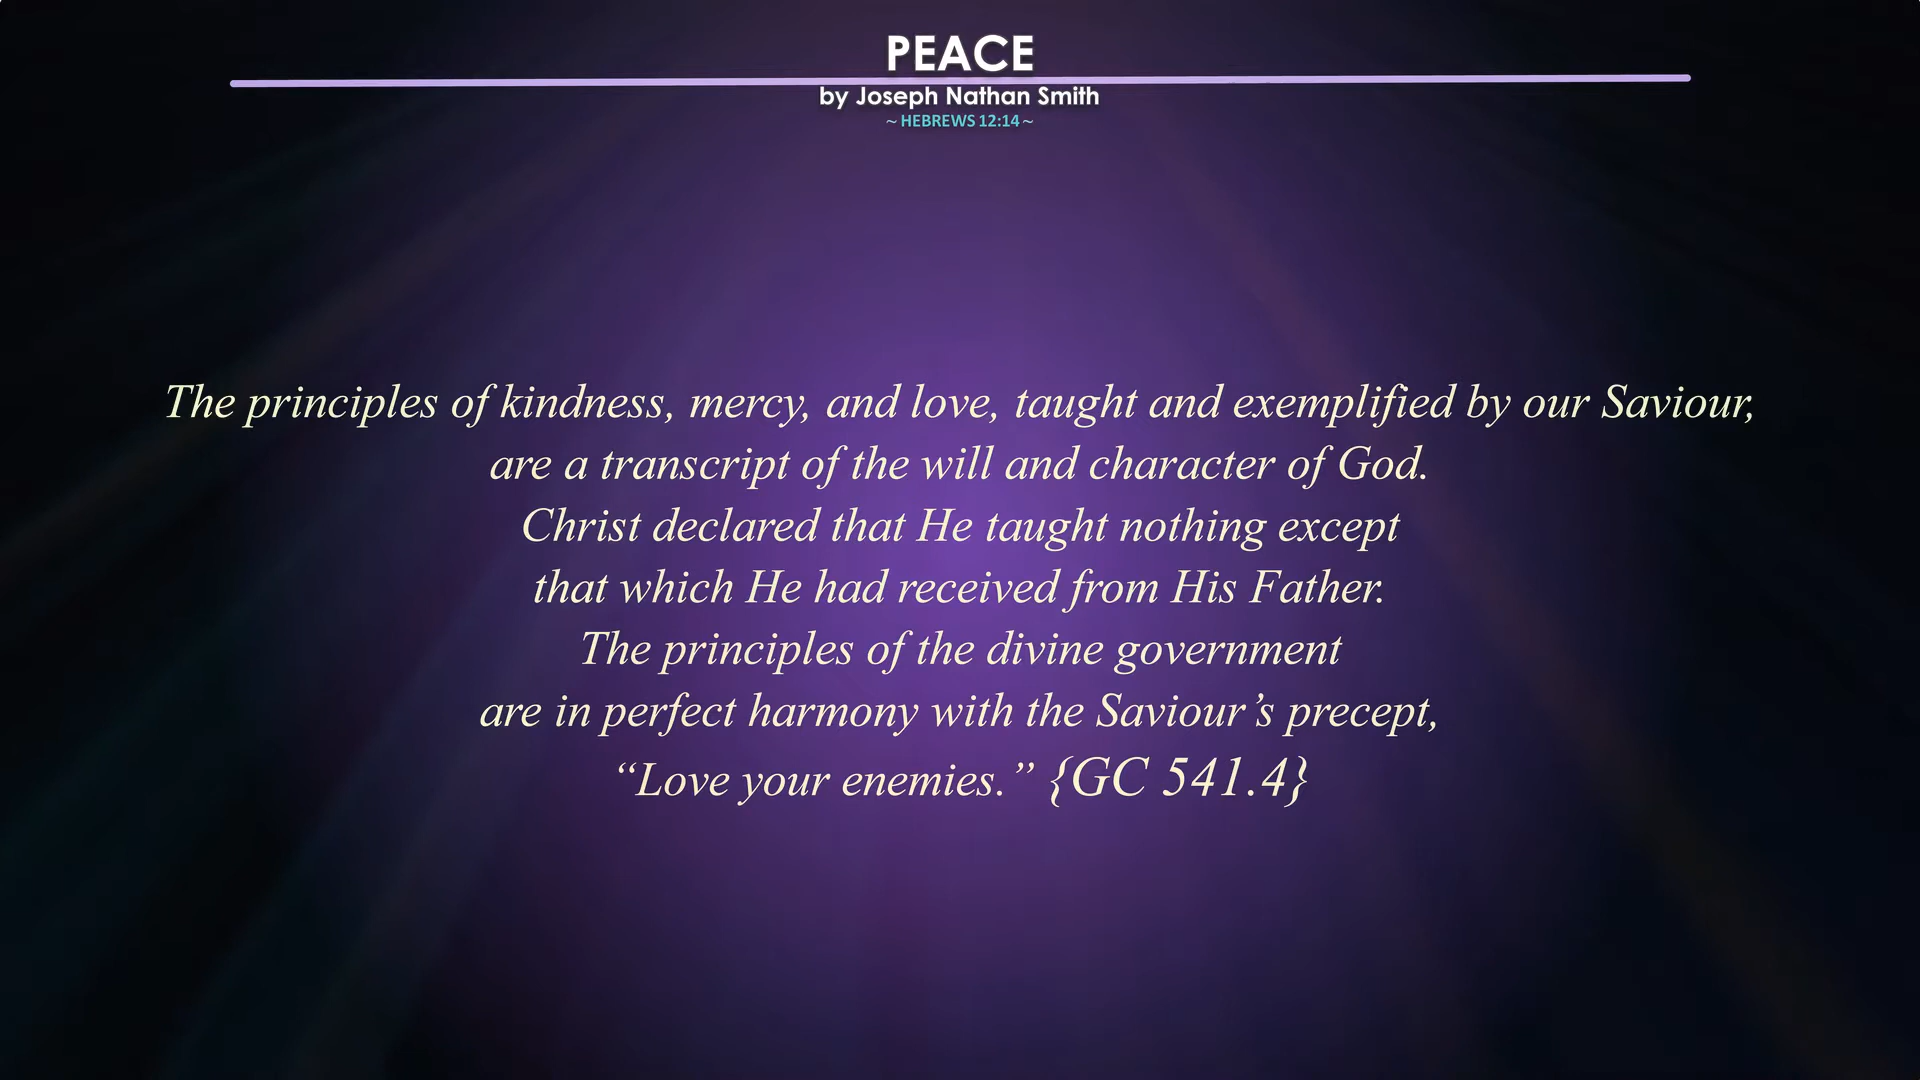 PEACE
by Joseph Nathan Smith
~ HEBREWS 12:14 ~
The principles of kindness, mercy, and love, taught and exemplified by our Saviour,
are a transcript of the will and character of God.
Christ declared that He taught nothing except
that which He had received from His Father.
The principles of the divine government
are in perfect harmony with the Saviour’s precept,
“Love your enemies.” {GC 541.4}